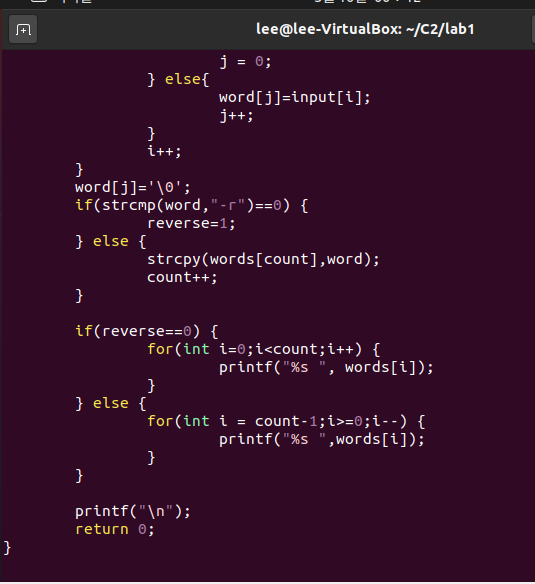 lee@lee-VirtualBox: ~/C2/lab1
j = 0;
} else{
word[j]=input[i];
j++;
}
i++;
}
word[j]='\0';
if(strcmp(word,"-r")==0) {
reverse=1;
} else {
strcpy(words[count],word);
count++;
}
if(reverse==0) {
for(int i=0;i<count;i++) {
printf("%s ", words[i]);
}
} else {
for(int i = count-1;i>=0;i--) {
printf("%s ",words[i]);
}
}
printf("\n");
return 0;
}